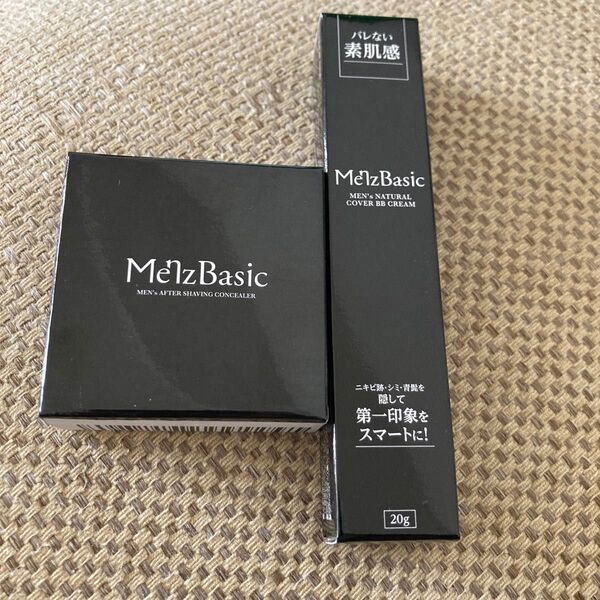 MenzBasic
MEN's AFTER SHAVING CONCEALER
バレない
素肌感
MenzBasic
MEN's NATURAL
COVER BB CREAM
ニキビ跡・シミ・青髭を
隠して
第一印象を
スマートに!
20g